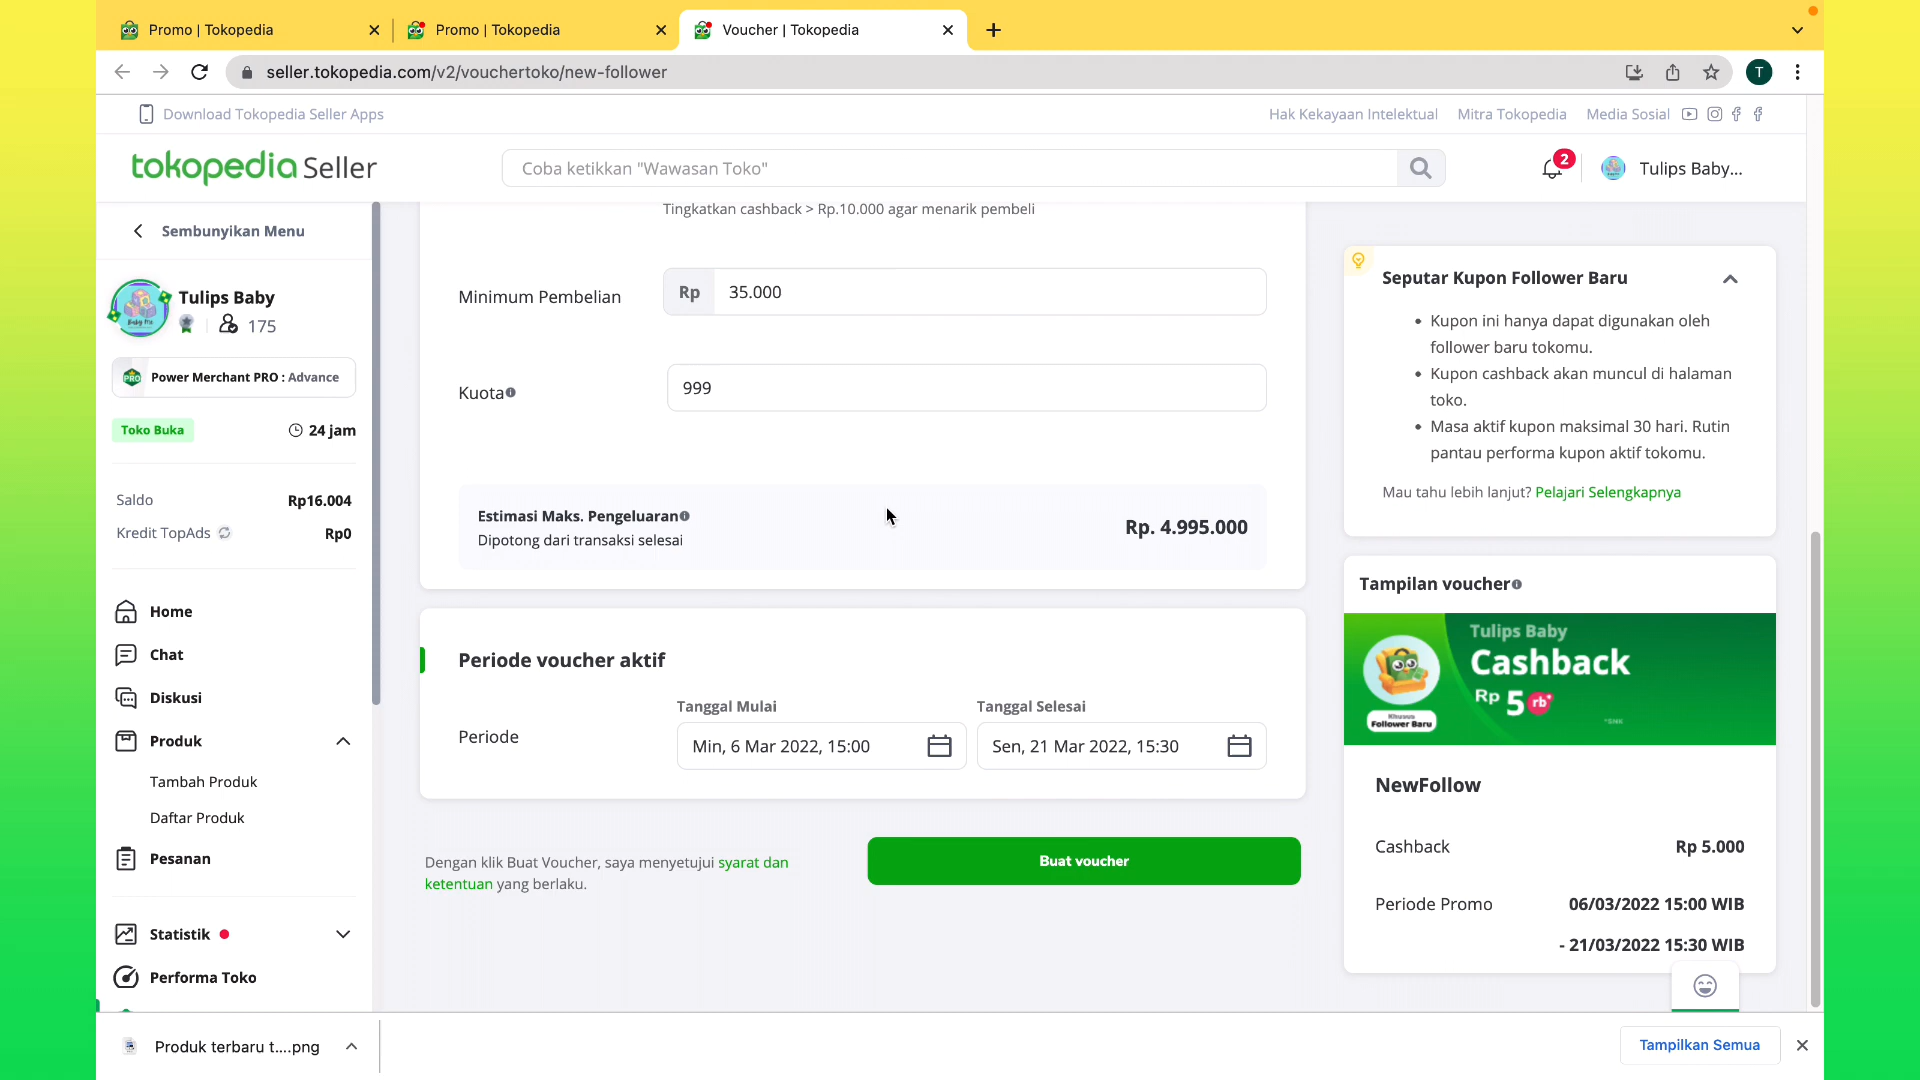 Promo | Tokopedia
Promo | Tokopedia
Voucher | Tokopedia
seller.tokopedia.com/v2/vouchertoko/new-follower
T
Download Tokopedia Seller Apps
Hak Kekayaan Intelektual
Mitra Tokopedia
Media Sosial
tokopedia Seller
Coba ketikkan "Wawasan Toko"
2
Tulips Baby...
Sembunyikan Menu
Tulips Baby
175
PRO
Power Merchant PRO : Advance
Toko Buka
24 jam
Saldo
Rp16.004
Kredit TopAds
Rp0
Home
Chat
Diskusi
Produk
Tambah Produk
Daftar Produk
Pesanan
Statistik
Performa Toko
Tingkatkan cashback > Rp.10.000 agar menarik pembeli
Minimum Pembelian
Rp
35.000
Kuota
999
Estimasi Maks. Pengeluaran
Dipotong dari transaksi selesai
Rp. 4.995.000
Periode voucher aktif
Tanggal Mulai
Tanggal Selesai
Periode
Min, 6 Mar 2022, 15:00
Sen, 21 Mar 2022, 15:30
Dengan klik Buat Voucher, saya menyetujui syarat dan
ketentuan yang berlaku.
Buat voucher
Seputar Kupon Follower Baru
• Kupon ini hanya dapat digunakan oleh
follower baru tokomu.
• Kupon cashback akan muncul di halaman
toko.
• Masa aktif kupon maksimal 30 hari. Rutin
pantau performa kupon aktif tokomu.
Mau tahu lebih lanjut? Pelajari Selengkapnya
Tampilan voucher
Tulips Baby
Cashback
Rp 5 rb*
Khusus
Follower Baru
*S&K
NewFollow
Cashback
Rp 5.000
Periode Promo
06/03/2022 15:00 WIB
- 21/03/2022 15:30 WIB
Produk terbaru t....png
Tampilkan Semua